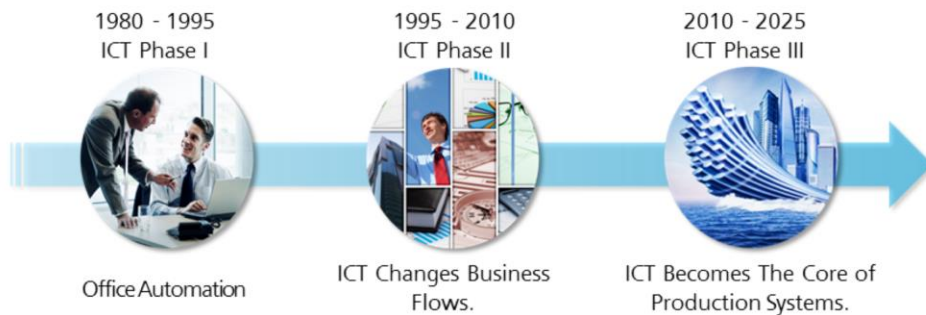 1980 - 1995
ICT Phase I
1995 - 2010
ICT Phase II
2010 - 2025
ICT Phase III
Office Automation
ICT Changes Business
Flows.
ICT Becomes The Core of
Production Systems.